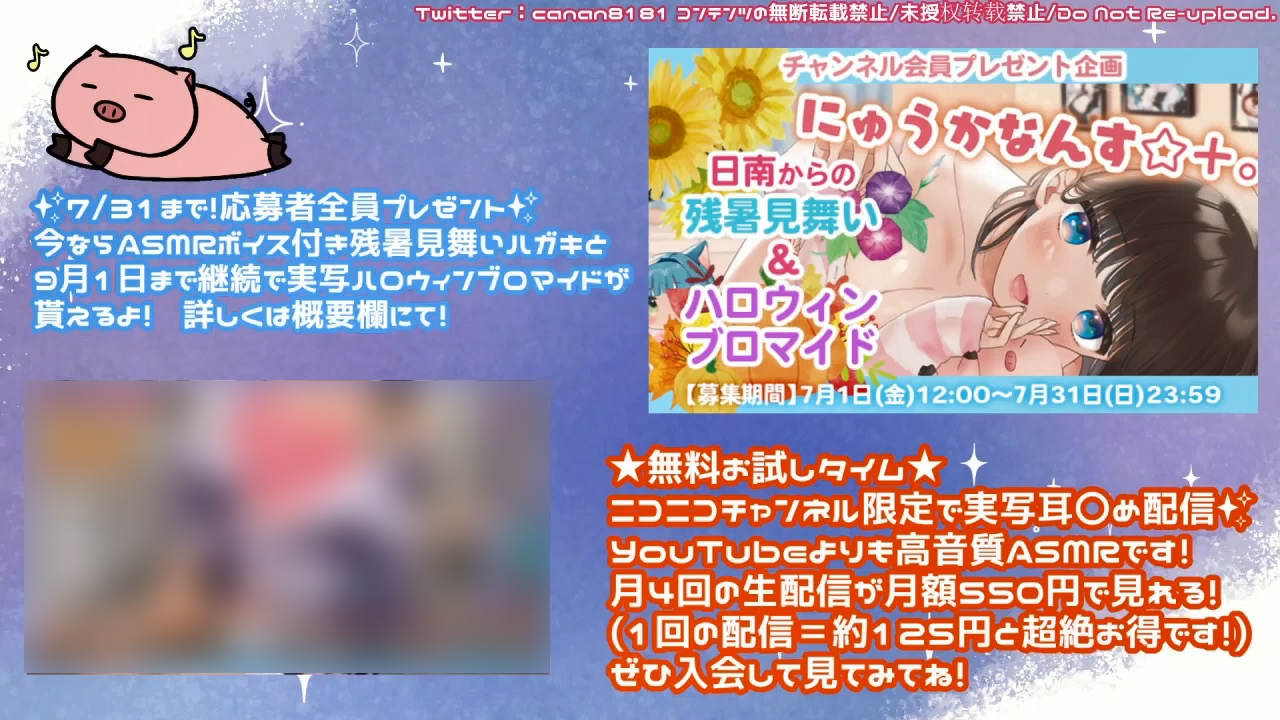 Twitter：canan8181 コンテンツの無断転載禁止/未授权转载禁止/Do Not Re-upload.
7/31まで!応募者全員プレゼント
今ならASMRボイス付き残暑見舞いハガキと
9月1日まで継続で実写ハロウィンブロマイドが
貰えるよ!　詳しくは概要欄にて!
チャンネル会員プレゼント企画
にゅうかなんす☆＋。
日南からの
残暑見舞い
&
ハロウィン
ブロマイド
【募集期間】7月1日(金)12:00〜7月31日(日)23:59
★無料お試しタイム★
ニコニコチャンネル限定で実写耳〇め配信
YouTubeよりも高音質ASMRです!
月4回の生配信が月額550円で見れる!
(1回の配信＝約125円と超絶お得です!)
ぜひ入会して見てみてね!